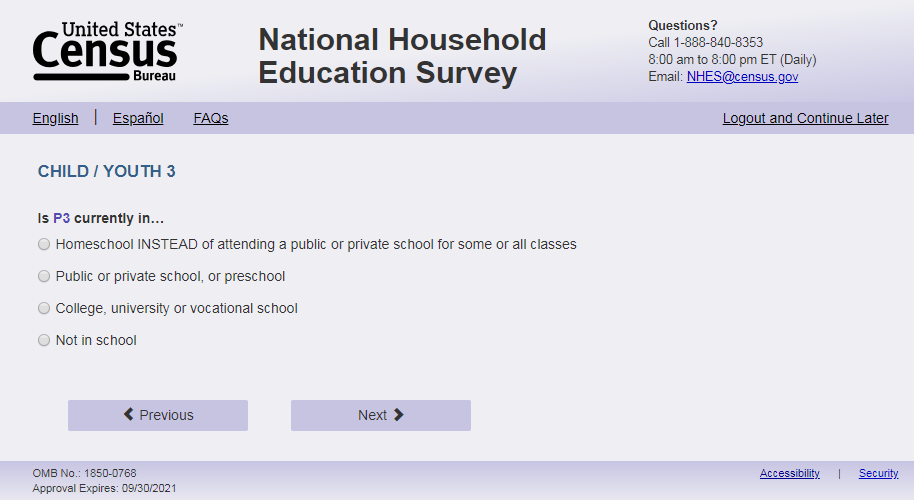 United States™
Census
Bureau
National Household
Education Survey
Questions?
Call 1-888-840-8353
8:00 am to 8:00 pm ET (Daily)
Email: NHES@census.gov
English | Español FAQs Logout and Continue Later
CHILD / YOUTH 3
Is P3 currently in…
Homeschool INSTEAD of attending a public or private school for some or all classes
Public or private school, or preschool
College, university or vocational school
Not in school
Previous Next
OMB No.: 1850-0768
Approval Expires: 09/30/2021
Accessibility | Security